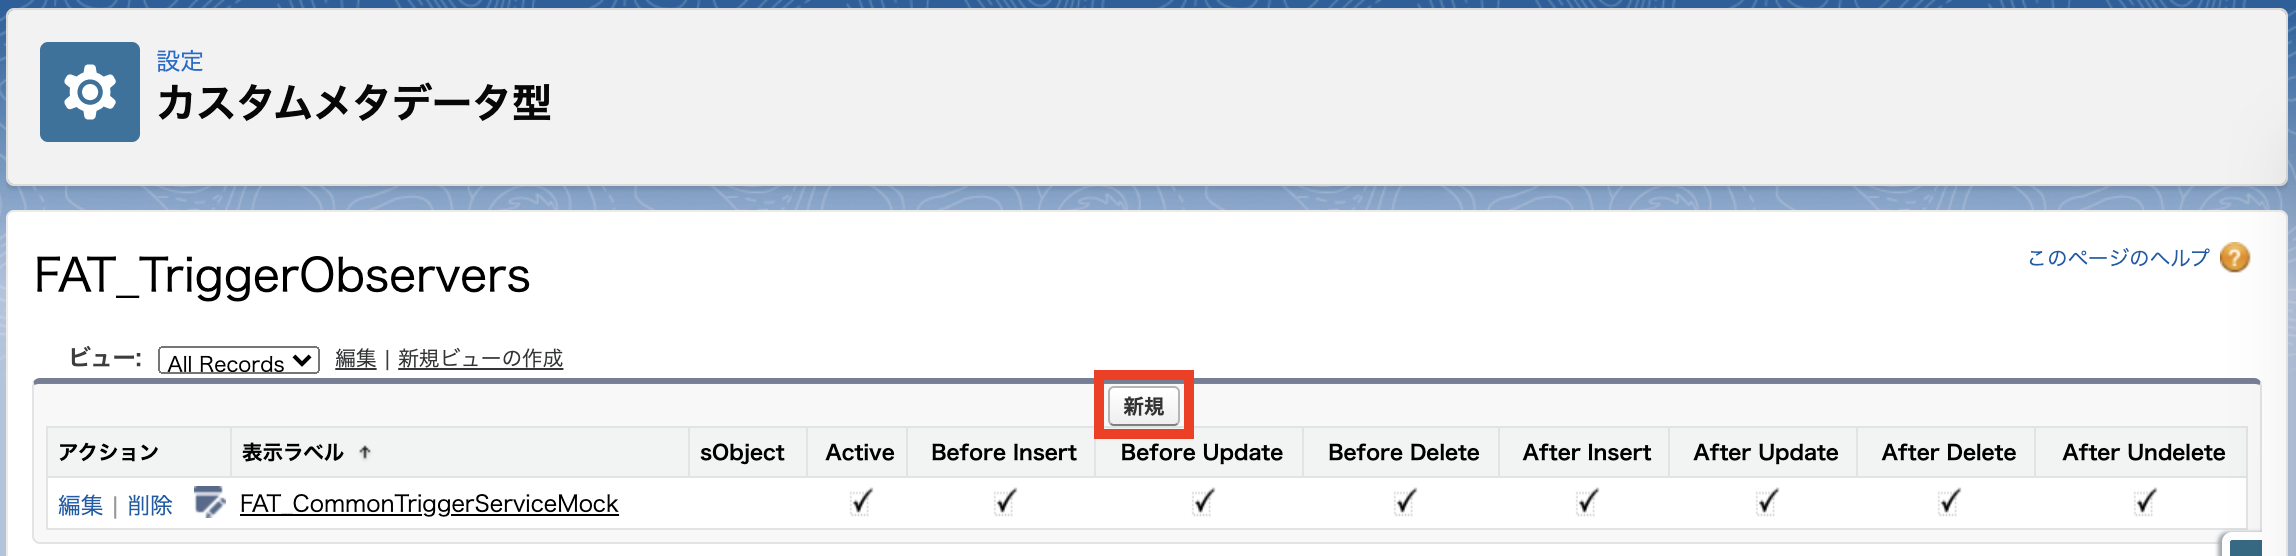 設定
カスタムメタデータ型
FAT_TriggerObservers
このページのヘルプ ?
ビュー: All Records 編集 | 新規ビューの作成
新規
アクション 表示ラベル ↑ sObject Active Before Insert Before Update Before Delete After Insert After Update After Delete After Undelete
編集 | 削除 FAT_CommonTriggerServiceMock ✓ ✓ ✓ ✓ ✓ ✓ ✓ ✓